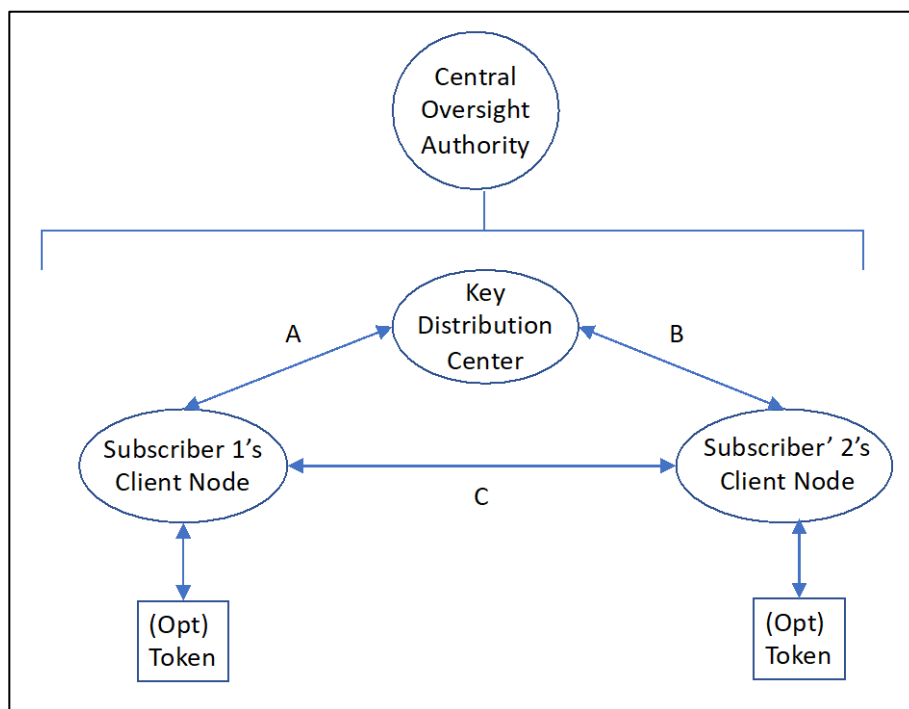 Central
Oversight
Authority
Key
Distribution
Center
A
B
Subscriber 1’s
Client Node
Subscriber’ 2’s
Client Node
C
(Opt)
Token
(Opt)
Token